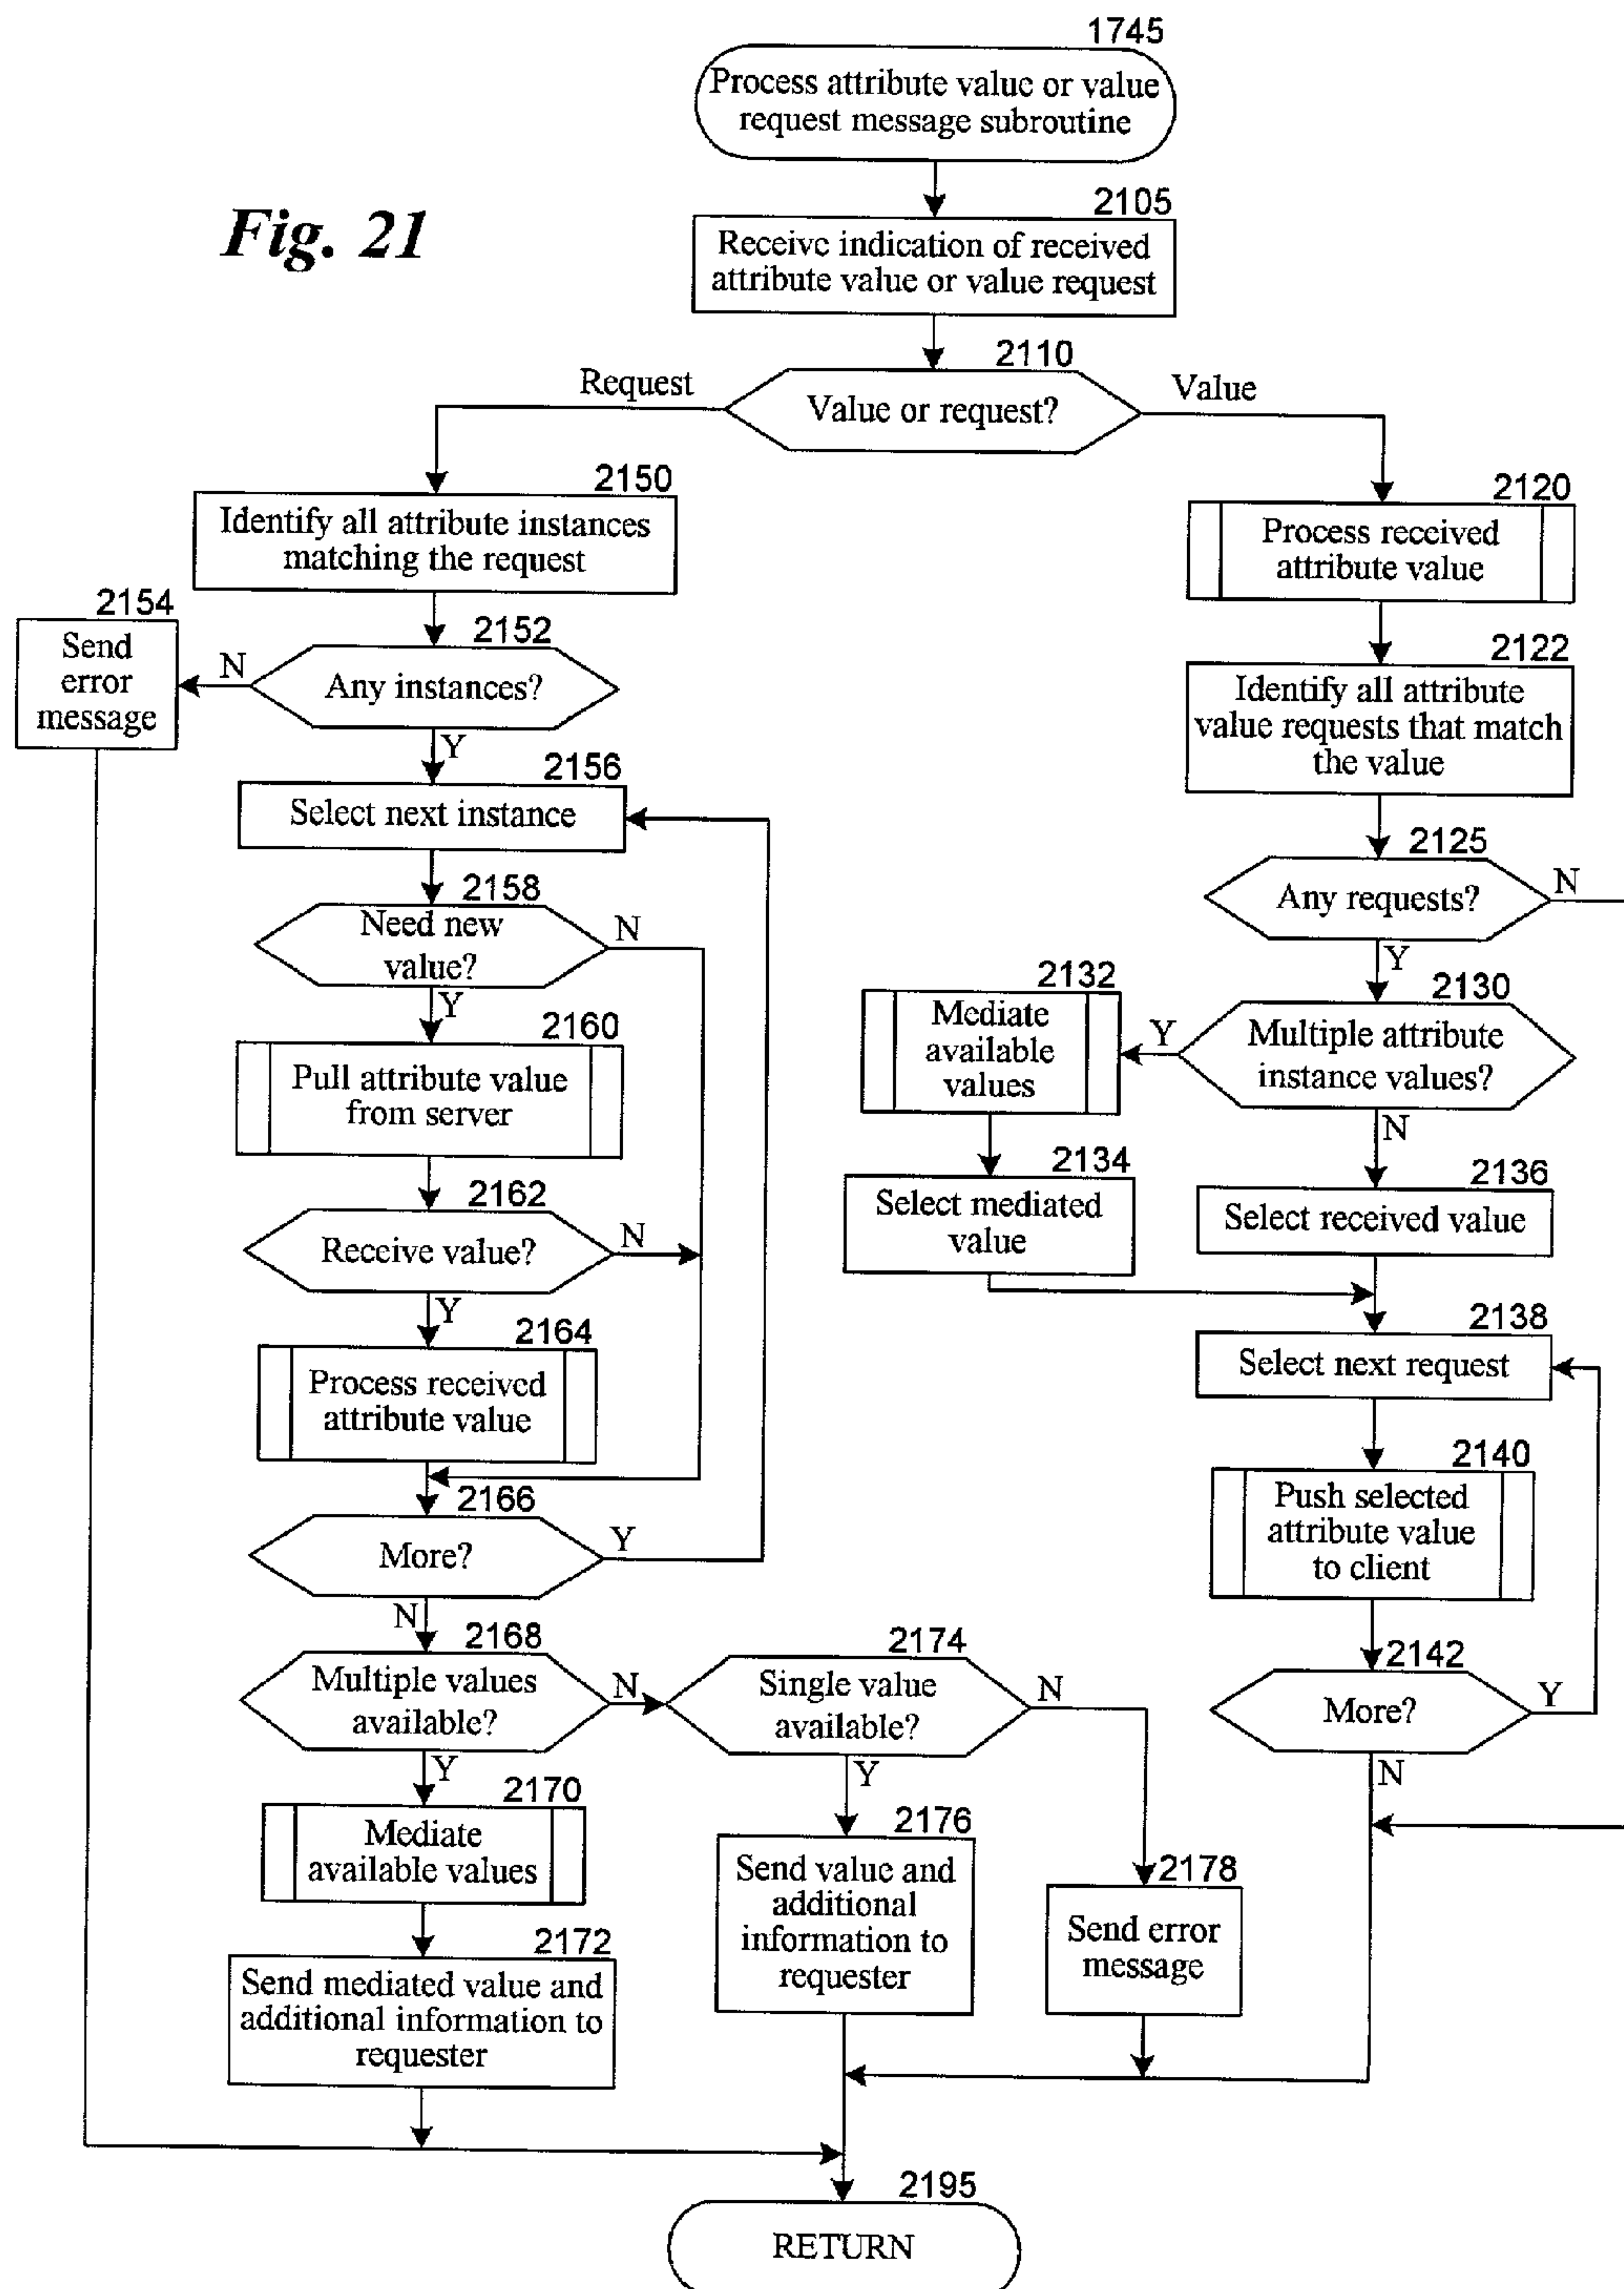 1745
Process attribute value or value
request message subroutine
Fig. 21
2105
Receive indication of received
attribute value or value request
2110
Value or request?
Request
Value
2150
Identify all attribute instances
matching the request
2154
Send
error
message
2152
Any instances?
N
Y
2156
Select next instance
2158
Need new
value?
N
Y
2160
Pull attribute value
from server
2162
Receive value?
N
Y
2164
Process received
attribute value
2166
More?
Y
N
2168
Multiple values
available?
N
Y
2170
Mediate
available values
2172
Send mediated value and
additional information to
requester
2174
Single value
available?
N
Y
2176
Send value and
additional
information to
requester
2178
Send error
message
2120
Process received
attribute value
2122
Identify all attribute
value requests that match
the value
2125
Any requests?
N
Y
2130
Multiple attribute
instance values?
Y
N
2132
Mediate
available
values
2134
Select mediated
value
2136
Select received value
2138
Select next request
2140
Push selected
attribute value
to client
2142
More?
Y
N
2195
RETURN